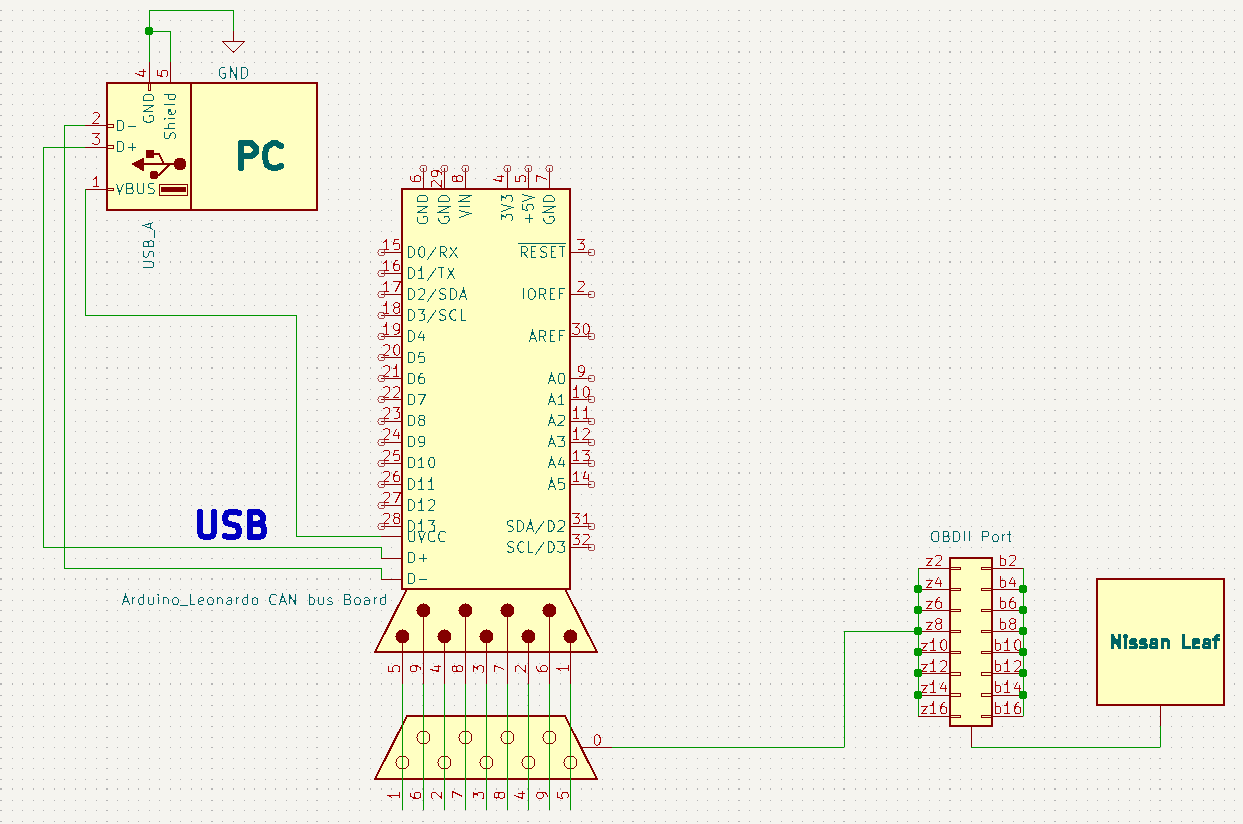 GND
4 5
GND Shield
2 D-
3 D+
1 VBUS
PC
USB_A
6 29 8 4 5 7
GND GND VIN 3V3 +5V GND
15 D0/RX RESET 3
16 D1/TX
17 D2/SDA IOREF 2
18 D3/SCL
19 D4 AREF 30
20 D5
21 D6 A0 9
22 D7 A1 10
23 D8 A2 11
24 D9 A3 12
25 D10 A4 13
26 D11 A5 14
27 D12
28 D13 SDA/D2 31
UVCC
SCL/D3 32
D+
D-
USB
Arduino_Leonardo CAN bus Board
5 9 4 8 3 7 2 6 1
0
1 6 2 7 3 8 4 9 5
OBDII Port
z2 b2
z4 b4
z6 b6
z8 b8
z10 b10
z12 b12
z14 b14
z16 b16
Nissan Leaf